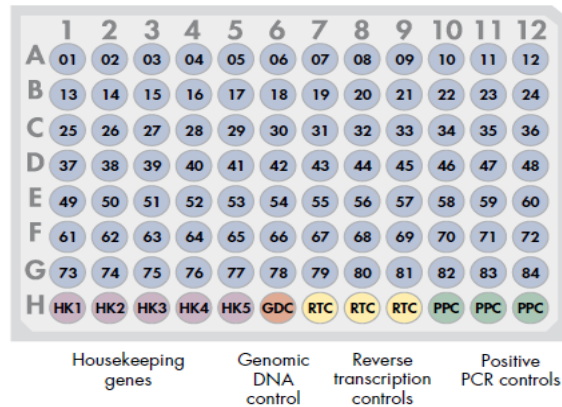 1 2 3 4 5 6 7 8 9 10 11 12
A 01 02 03 04 05 06 07 08 09 10 11 12
B 13 14 15 16 17 18 19 20 21 22 23 24
C 25 26 27 28 29 30 31 32 33 34 35 36
D 37 38 39 40 41 42 43 44 45 46 47 48
E 49 50 51 52 53 54 55 56 57 58 59 60
F 61 62 63 64 65 66 67 68 69 70 71 72
G 73 74 75 76 77 78 79 80 81 82 83 84
H HK1 HK2 HK3 HK4 HK5 GDC RTC RTC RTC PPC PPC PPC
Housekeeping
genes
Genomic
DNA
control
Reverse
transcription
controls
Positive
PCR controls